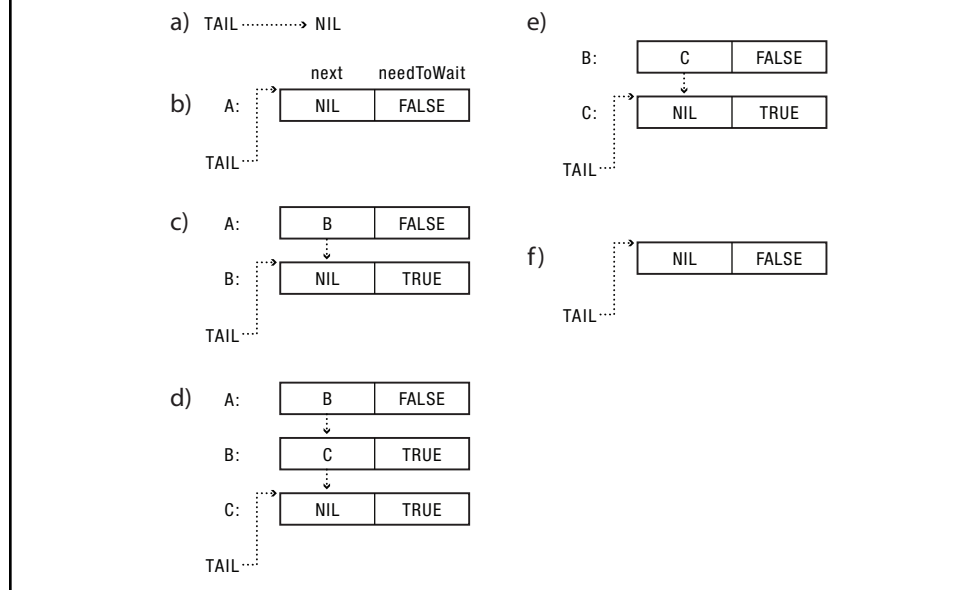 a) TAIL NIL
next needToWait
b) A: NIL FALSE
TAIL
c) A: B FALSE
B: NIL TRUE
TAIL
d) A: B FALSE
B: C TRUE
C: NIL TRUE
TAIL
e)
B: C FALSE
C: NIL TRUE
TAIL
f) NIL FALSE
TAIL